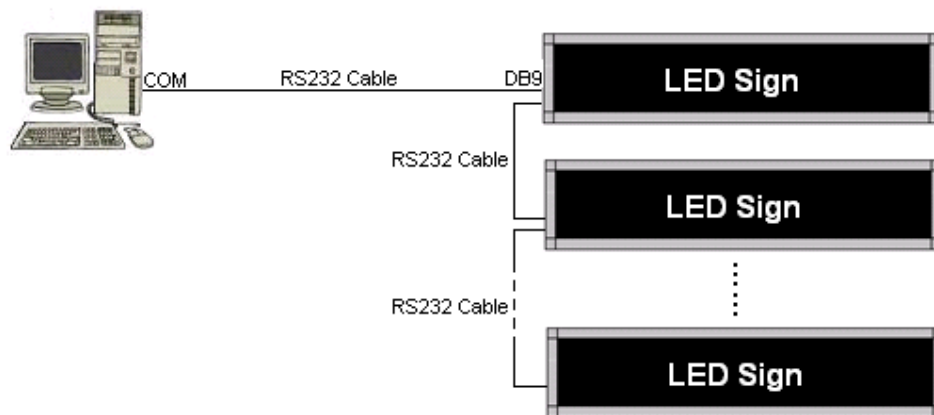 COM RS232 Cable DB9 LED Sign
RS232 Cable
LED Sign
RS232 Cable
LED Sign